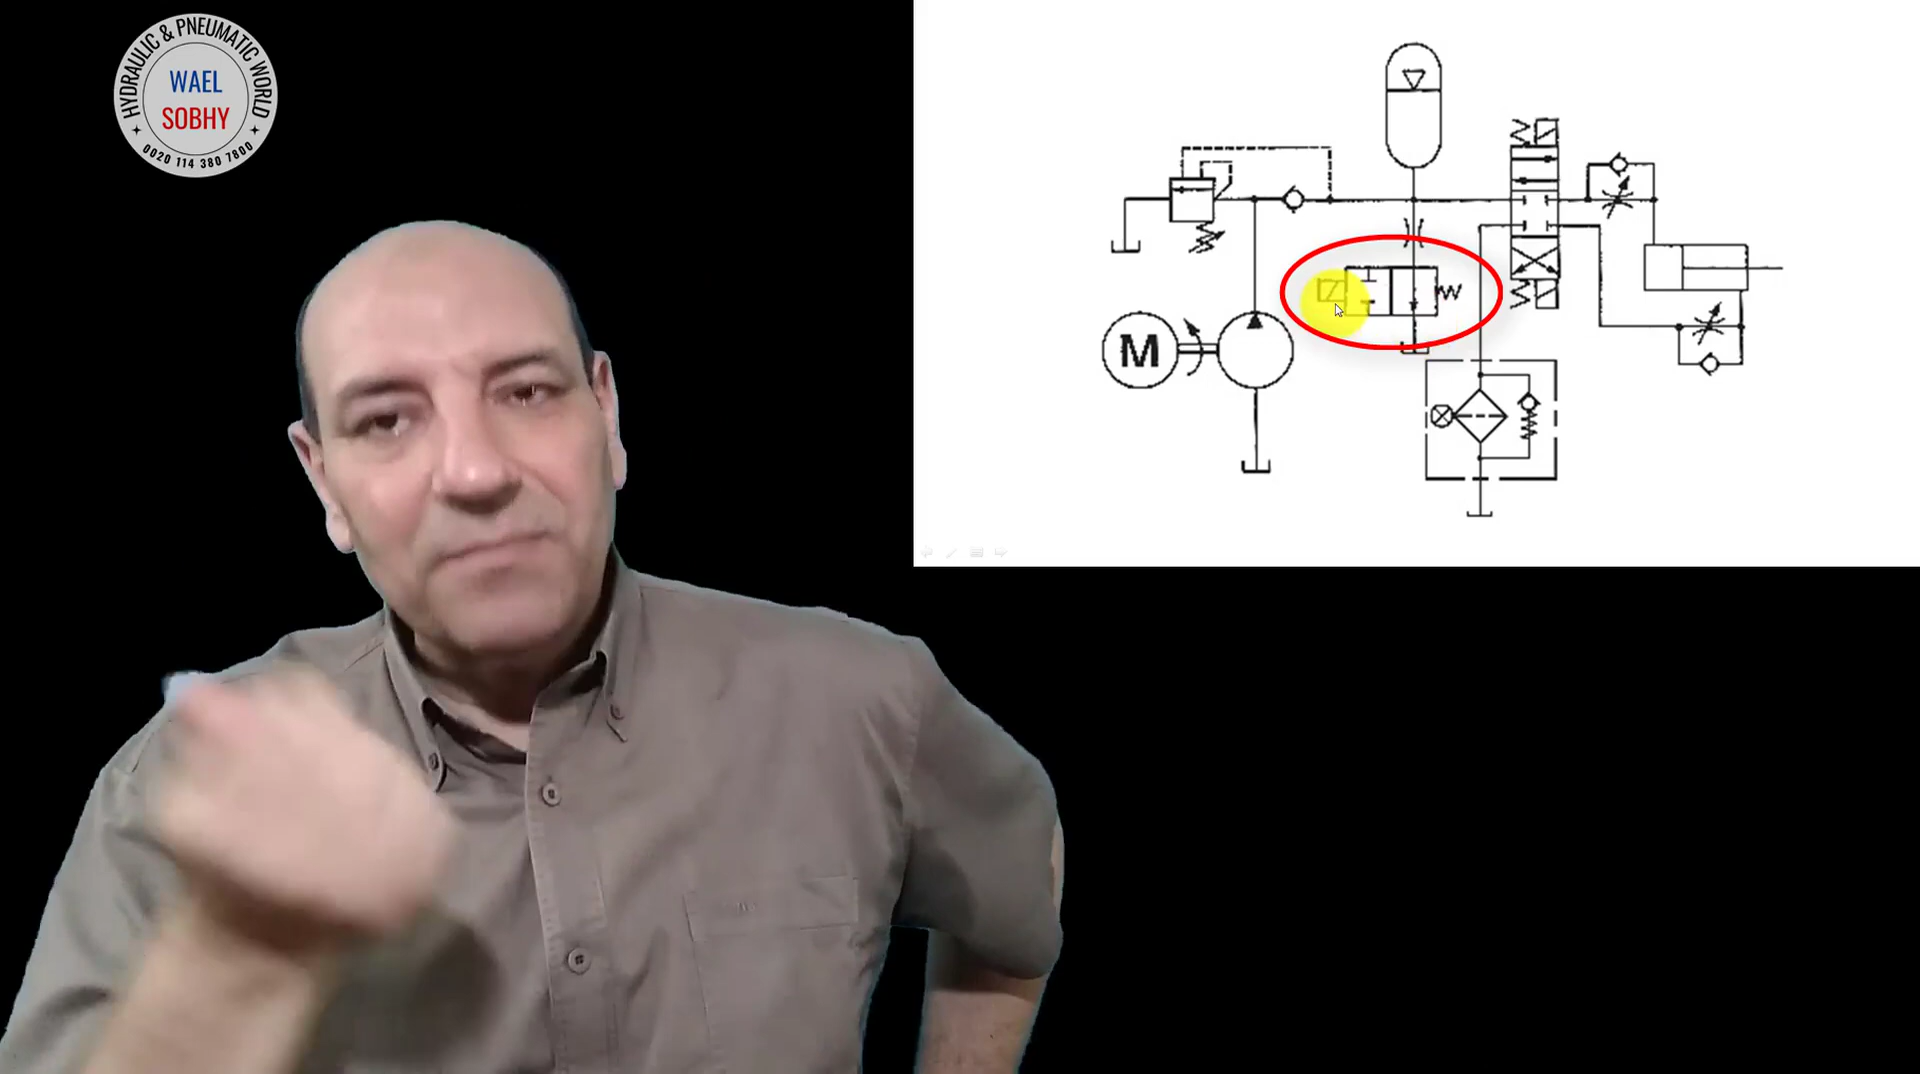 HYDRAULIC & PNEUMATIC WORLD
WAEL
SOBHY
0020 114 380 7800
M